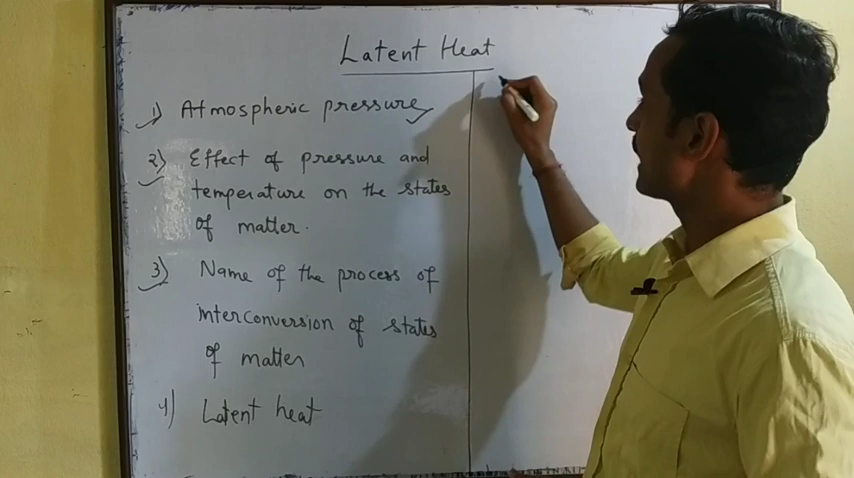 Latent Heat
1) Atmospheric pressure
2) Effect of pressure and
temperature on the states
of matter.
3) Name of the process of
interconversion of states
of matter
4) Latent heat